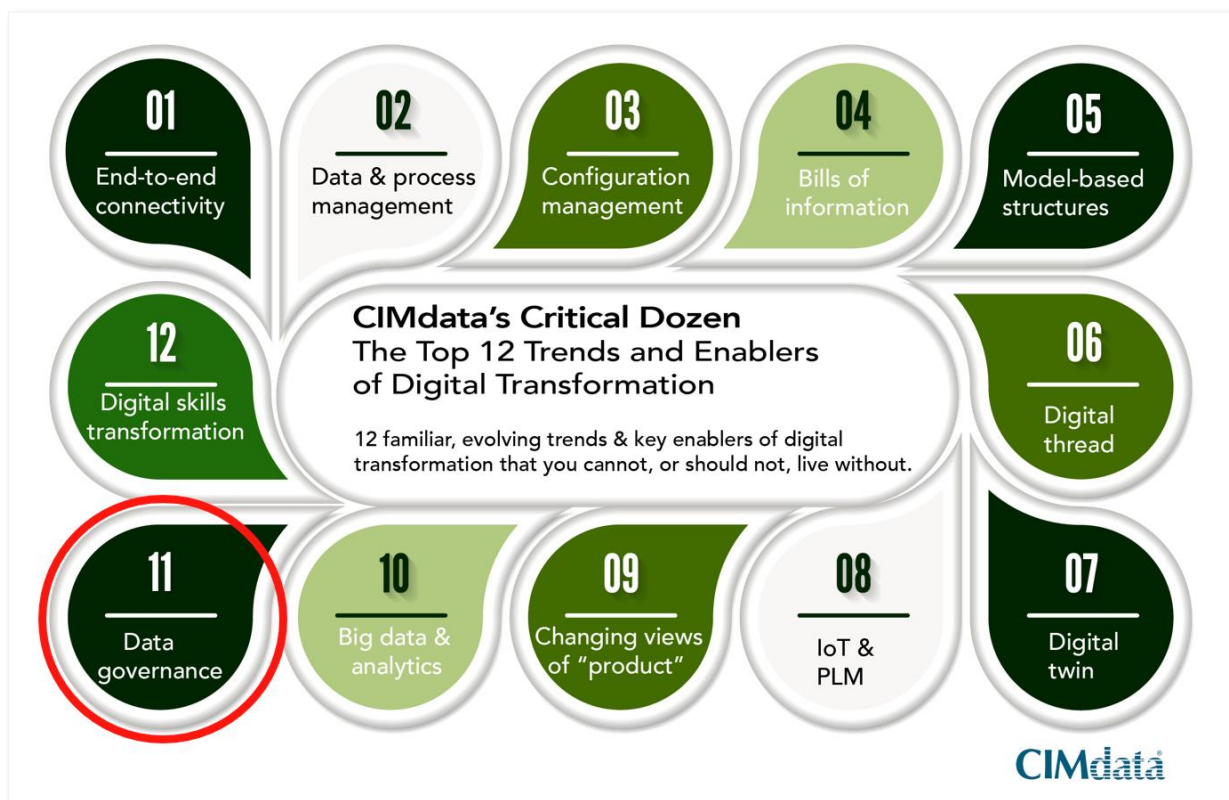 01
End-to-end
connectivity
02
Data & process
management
03
Configuration
management
04
Bills of
information
05
Model-based
structures
CIMdata's Critical Dozen
The Top 12 Trends and Enablers
of Digital Transformation
12 familiar, evolving trends & key enablers of digital
transformation that you cannot, or should not, live without.
12
Digital skills
transformation
06
Digital
thread
11
Data
governance
10
Big data &
analytics
09
Changing views
of “product”
08
IoT &
PLM
07
Digital
twin
CIMdata®